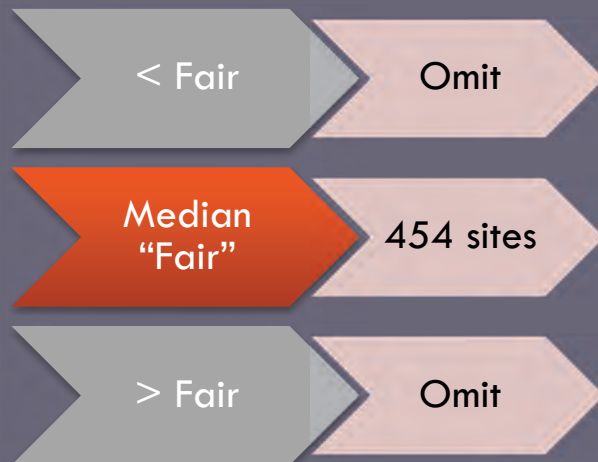 < Fair
Omit
Median
“Fair”
454 sites
> Fair
Omit